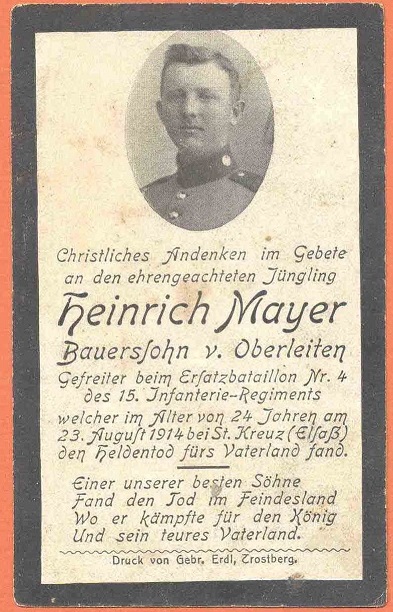 Christliches Andenken im Gebete
an den ehrengeachteten Jüngling
Heinrich Mayer
Bauersſohn v. Oberleiten
Gefreiter beim Erſatzbataillon Nr. 4
des 15. Infanterie-Regiments
welcher im Alter von 24 Jahren am
23. Auguſt 1914 bei St. Kreuz (Elſaß)
den Heldentod fürs Vaterland fand.
Einer unserer beſten Söhne
Fand den Tod im Feindesland
Wo er kämpfte für den König
Und sein teures Vaterland.
Druck von Gebr. Erdl, Trostberg.